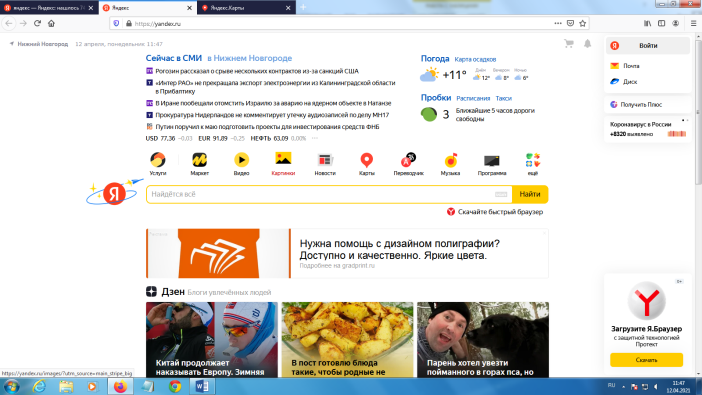 яндекс — Яндекс: нашлось
Яндекс
Яндекс.Карты
https://yandex.ru
Нижний Новгород 12 апреля, понедельник 11:47
Сейчас в СМИ в Нижнем Новгороде
Рогозин рассказал о срыве нескольких контрактов из-за санкций США
«Интер РАО» не прекращала экспорт электроэнергии из Калининградской области
в Прибалтику
В Иране пообещали отомстить Израилю за аварию на ядерном объекте в Натанзе
Прокуратура Нидерландов не комментирует утечку аудиозаписей по делу MH17
Путин поручил к маю подготовить проекты для инвестирования средств ФНБ
USD 77,36 −0,03 EUR 91,89 −0,25 НЕФТЬ 63,09 0,00% ···
Погода Карта осадков
+11° Днём +12° Вечером +8° Ночью +6°
Пробки Расписания Такси
3 Ближайшие 5 часов дороги
свободны
Войти
Почта
Диск
Получить Плюс
Коронавирус в России
+8320 выявлено
Услуги Маркет Видео Картинки Новости Карты Переводчик Музыка Программа ещё
Я Найдётся всё Найти
Скачайте быстрый браузер
Нужна помощь с дизайном полиграфии?
Доступно и качественно. Яркие цвета.
Подробнее на gradprint.ru
Дзен Блоги увлечённых людей
Китай продолжает
наказывать Европу. Зимняя
В пост готовлю блюда
такие, чтобы родные не
Парень хотел увезти
пойманного в горах пса, но
0+
Загрузите Я.Браузер
с защитной технологией
Протект
Скачать
https://yandex.ru/images/?utm_source=main_stripe_big
RU
11:47
12.04.2021